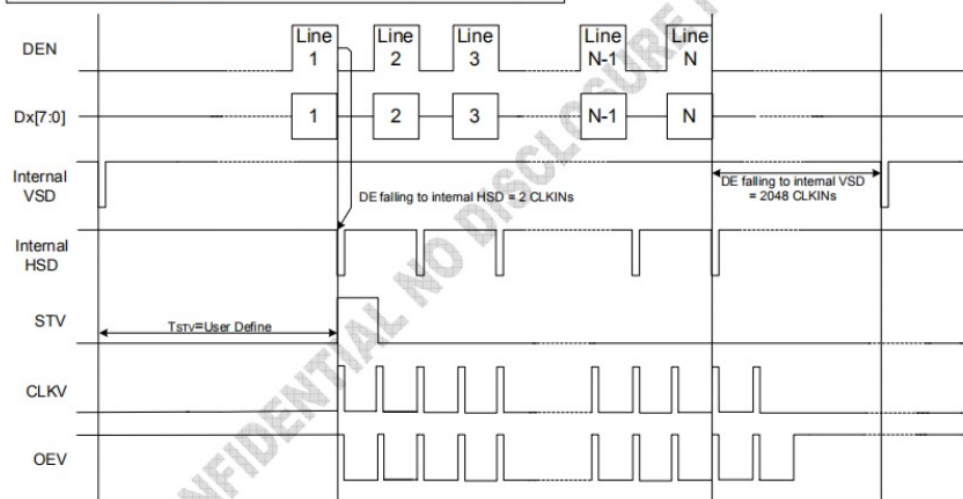 DEN
Line
1
Line
2
Line
3
Line
N-1
Line
N
Dx[7:0]
1
2
3
N-1
N
Internal
VSD
DE falling to internal HSD = 2 CLKINs
DE falling to internal VSD
= 2048 CLKINs
Internal
HSD
STV
TSTV=User Define
CLKV
OEV
CONFIDENTIAL NO DISCLOSURE